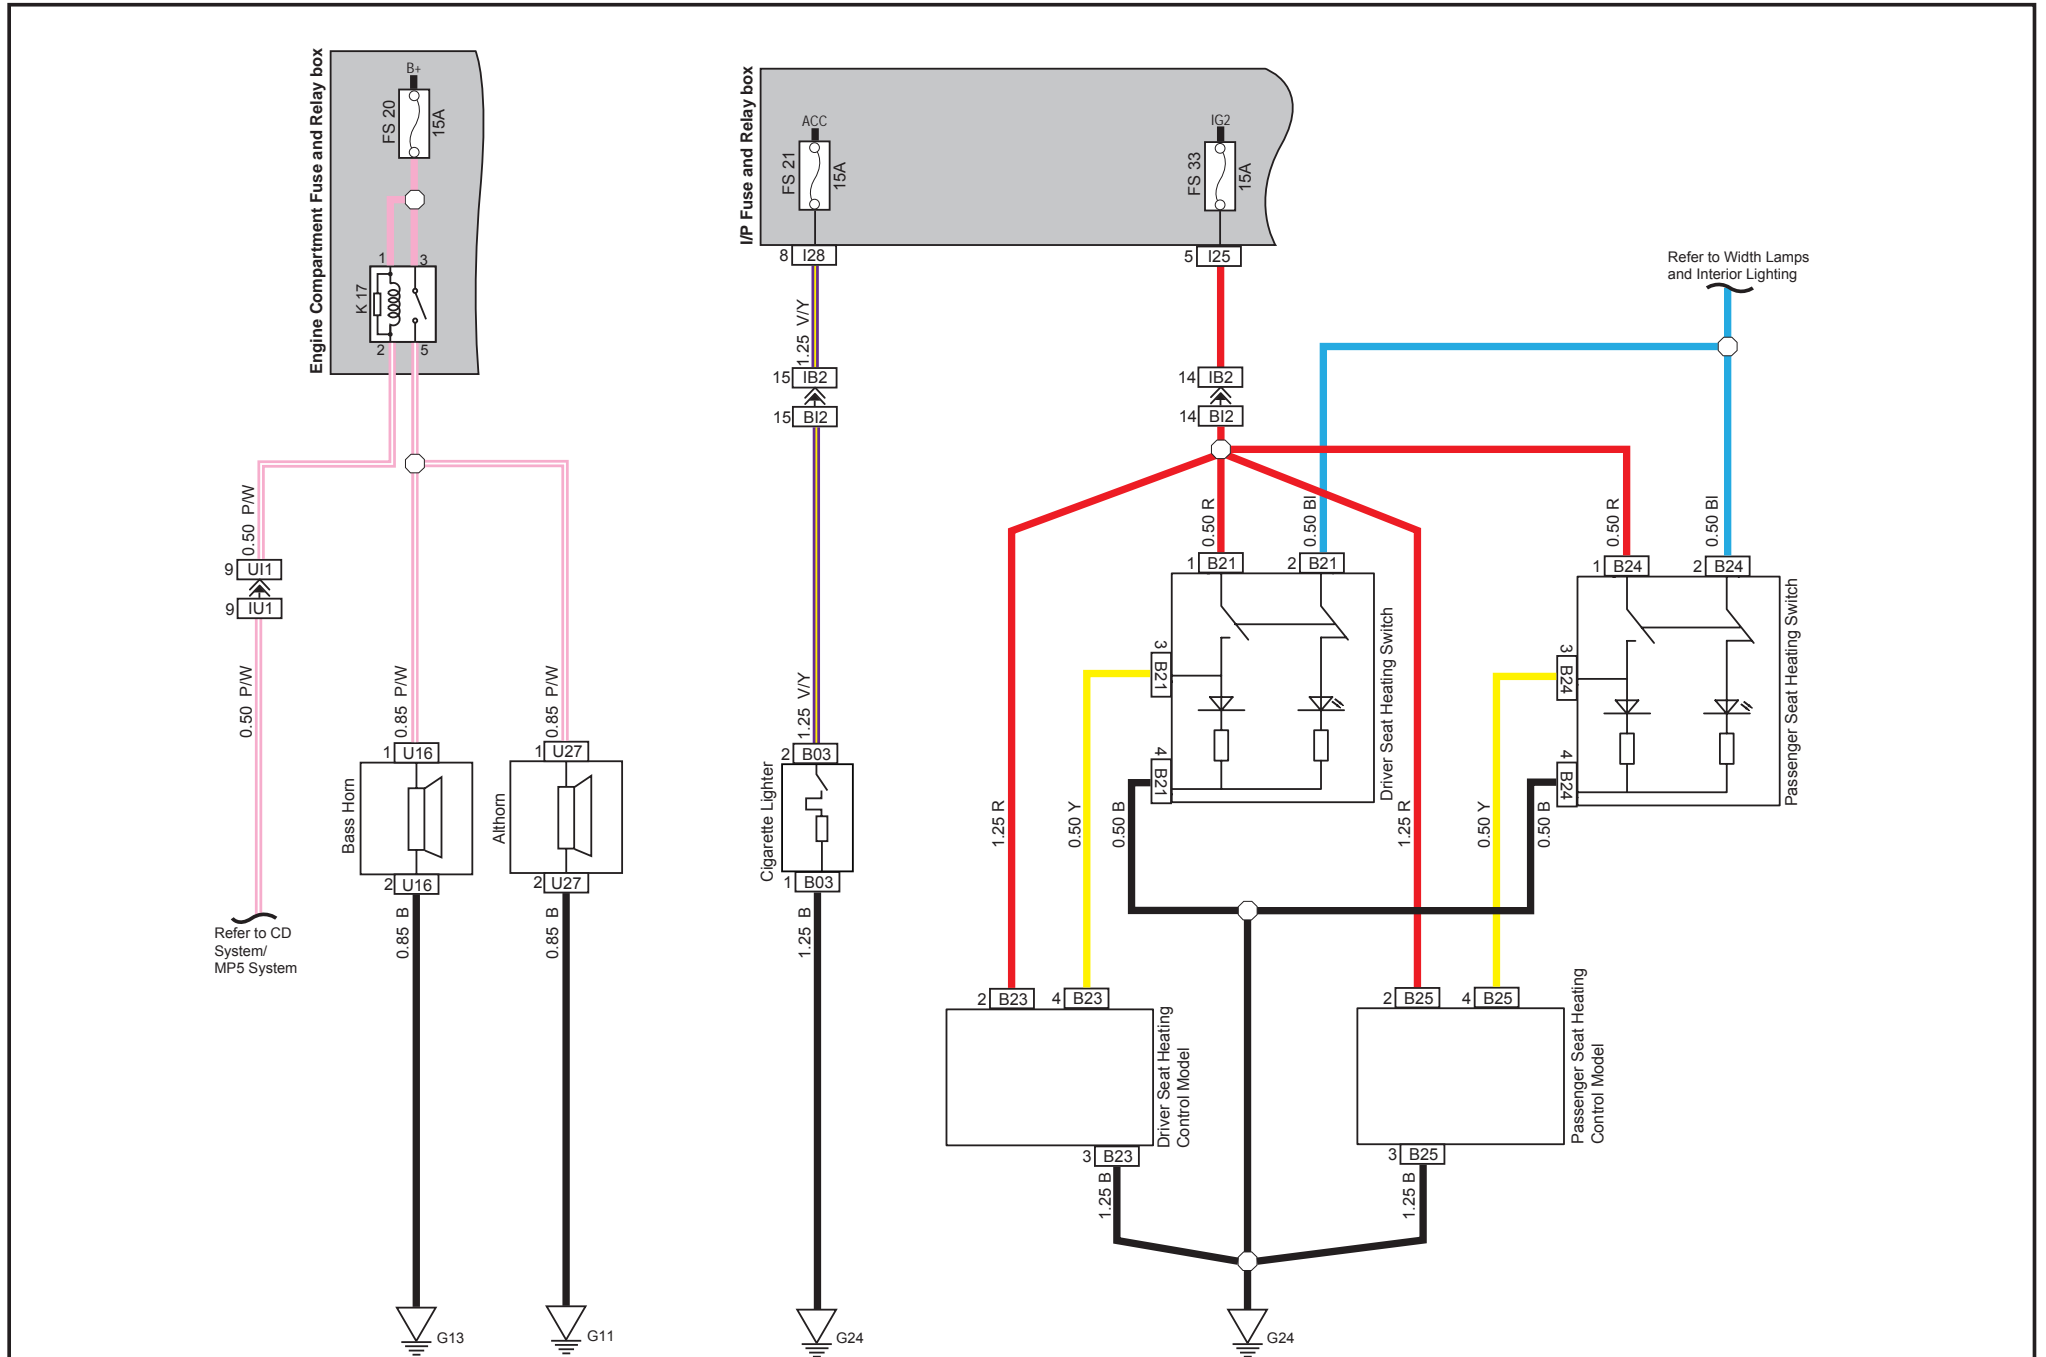 Engine Compartment Fuse and Relay box
B+
FS 20
15A
1
3
K 17
2
5
0.50 P/W
9 UI1
9 IU1
0.50 P/W
Refer to CD
System/
MP5 System
0.85 P/W
1 U16
Bass Horn
2 U16
0.85 B
G13
0.85 P/W
1 U27
Althorn
2 U27
0.85 B
G11
I/P Fuse and Relay box
ACC
FS 21
15A
8 I28
1.25 V/Y
15 IB2
15 BI2
1.25 V/Y
2 B03
Cigarette Lighter
1 B03
1.25 B
G24
IG2
FS 33
15A
5 I25
14 IB2
14 BI2
Refer to Width Lamps
and Interior Lighting
0.50 R
0.50 Bl
1 B21
2 B21
3 B21
4 B21
Driver Seat Heating Switch
0.50 R
0.50 Bl
1 B24
2 B24
3 B24
4 B24
Passenger Seat Heating Switch
1.25 R
0.50 Y
0.50 B
1.25 R
0.50 Y
0.50 B
2 B23
4 B23
Driver Seat Heating
Control Model
3 B23
1.25 B
2 B25
4 B25
Passenger Seat Heating
Control Model
3 B25
1.25 B
G24